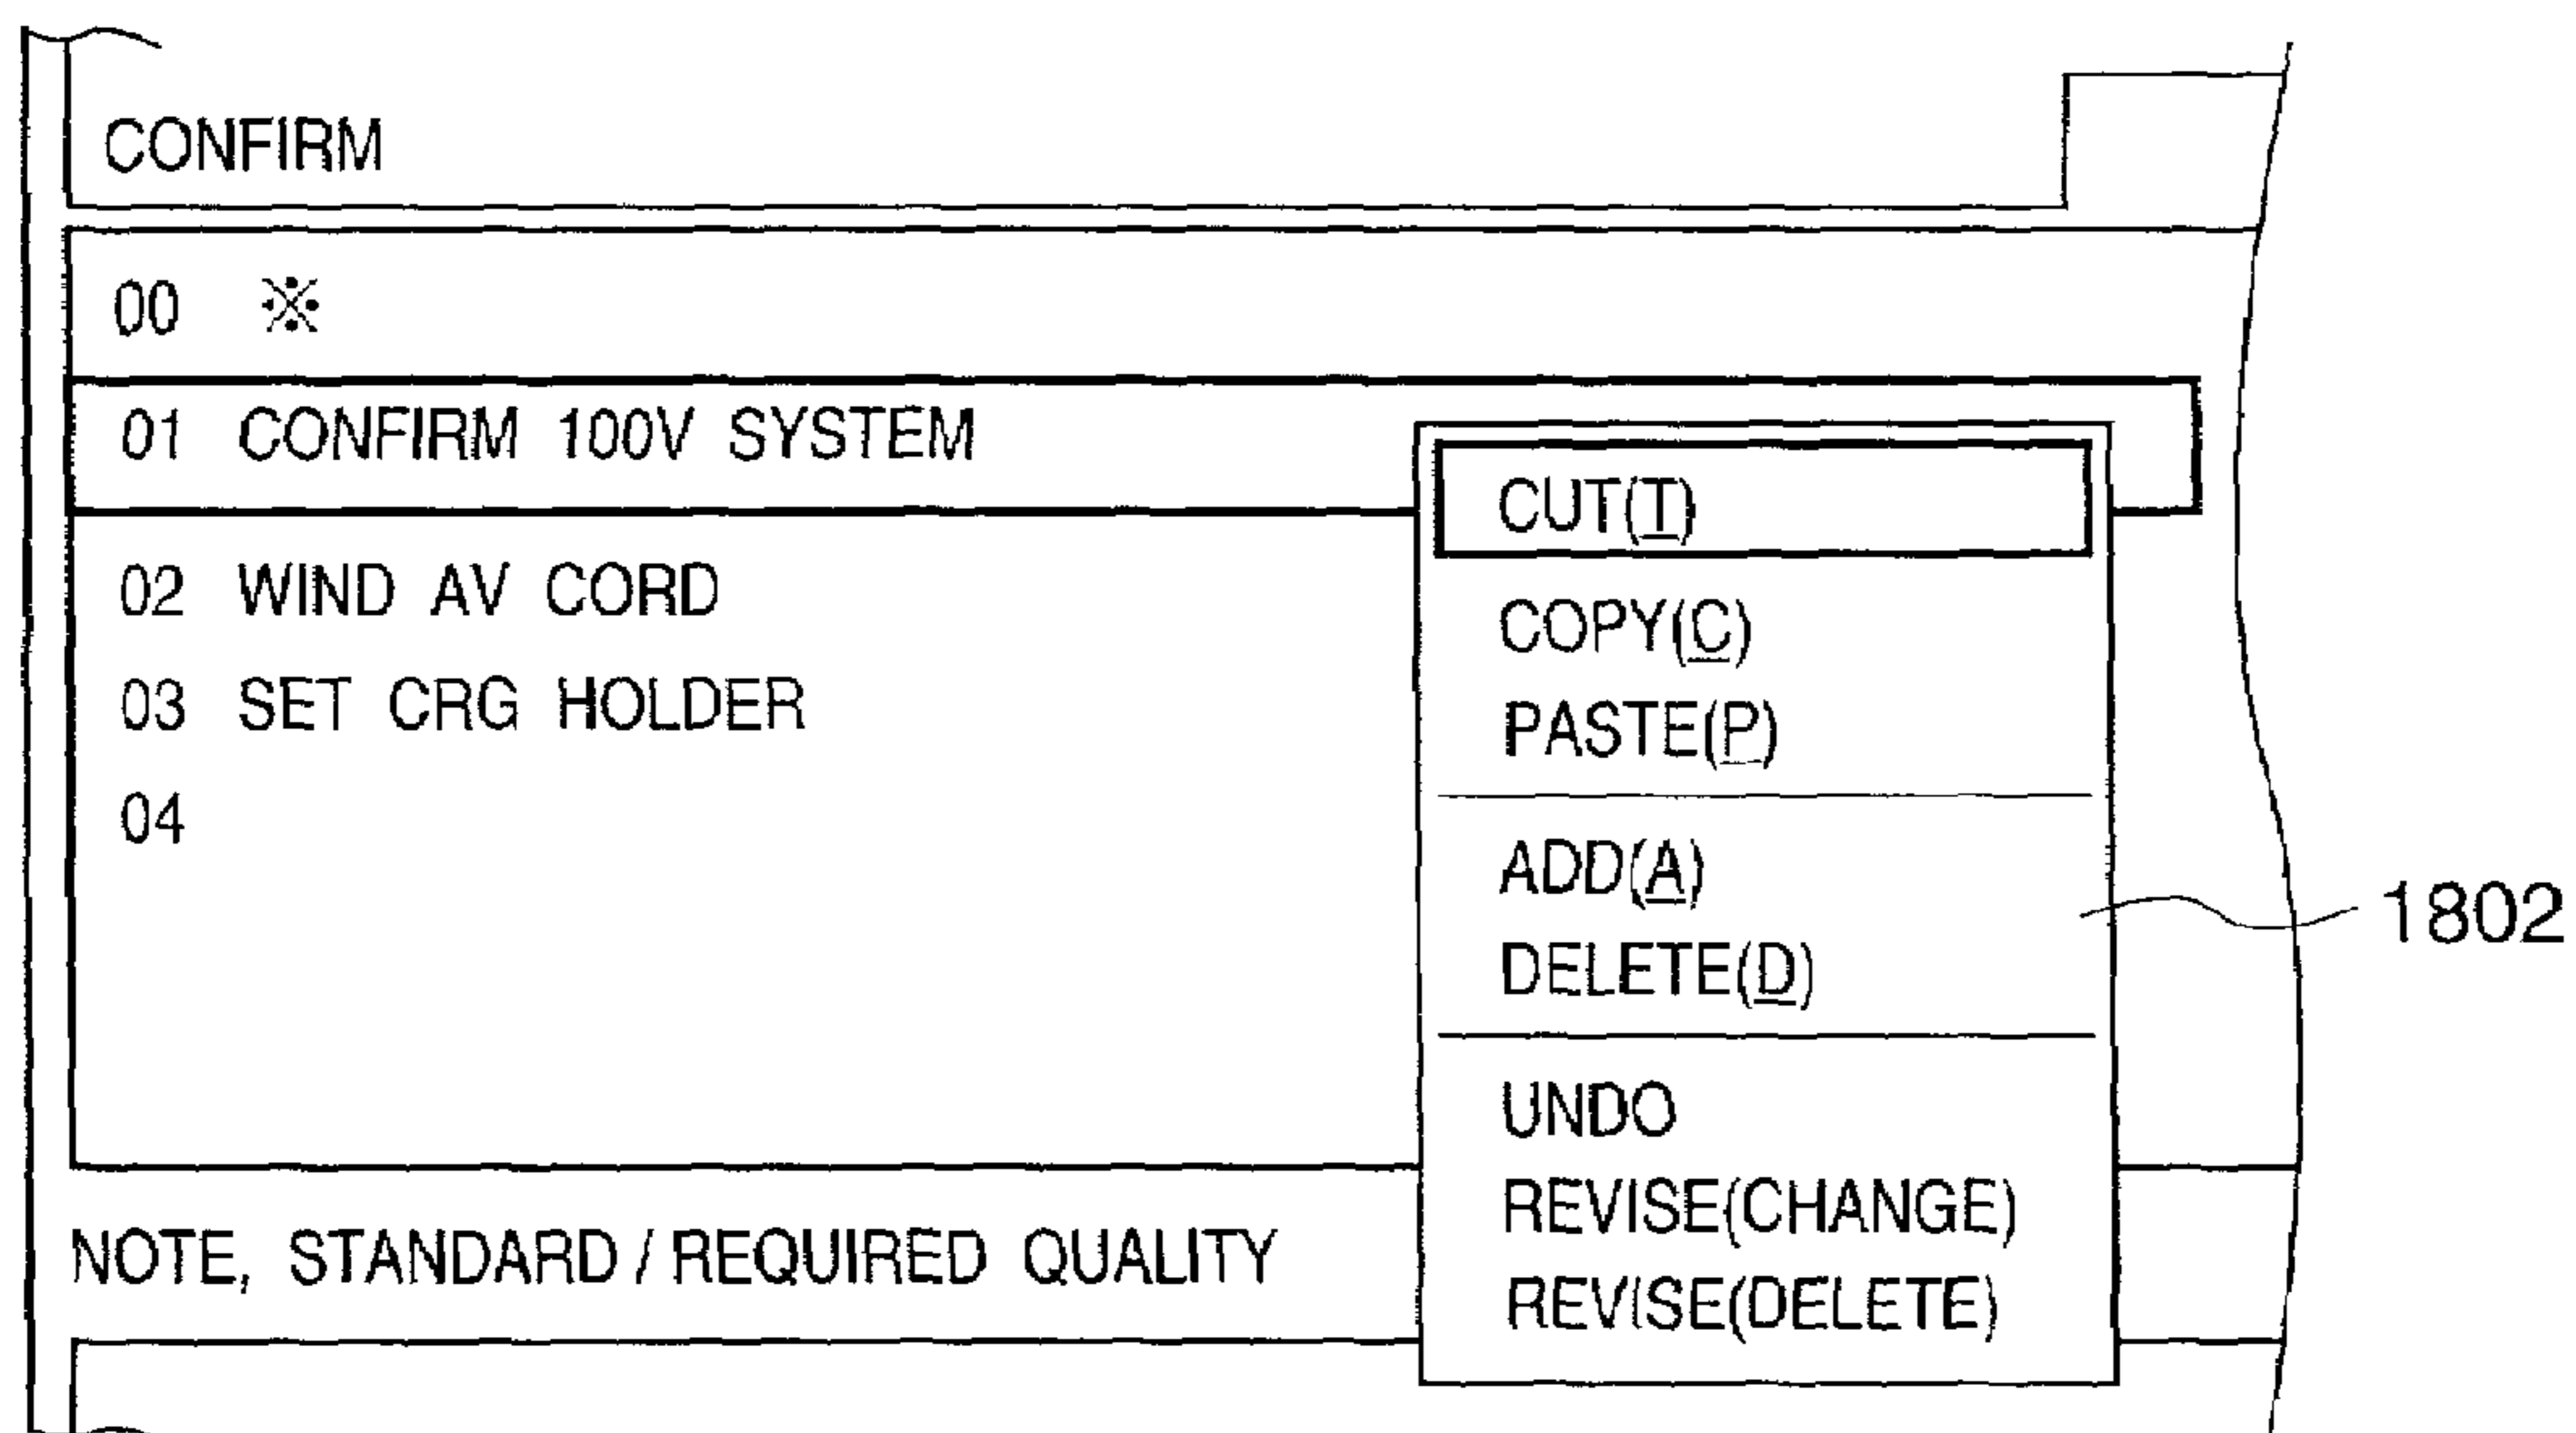 CONFIRM
00 ※
01 CONFIRM 100V SYSTEM
02 WIND AV CORD
03 SET CRG HOLDER
04
CUT(T)
COPY(C)
PASTE(P)
ADD(A)
DELETE(D)
UNDO
REVISE(CHANGE)
REVISE(DELETE)
1802
NOTE, STANDARD / REQUIRED QUALITY